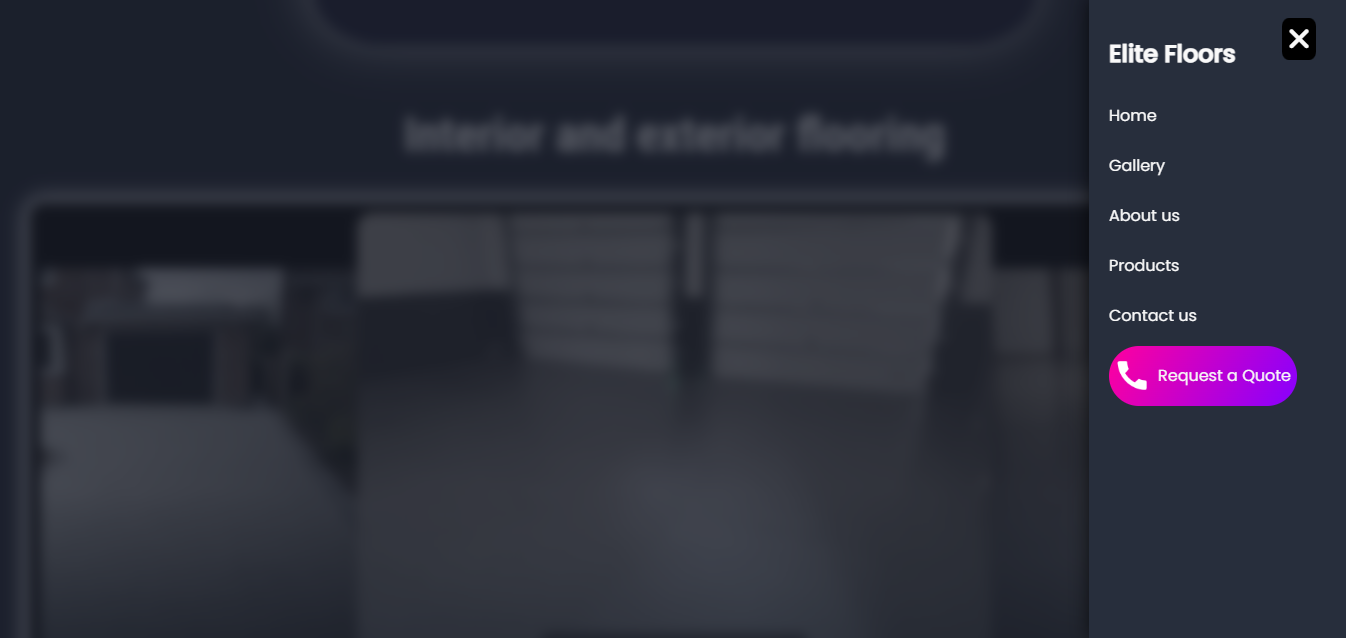 Elite Floors
Interior and exterior flooring
Home
Gallery
About us
Products
Contact us
Request a Quote